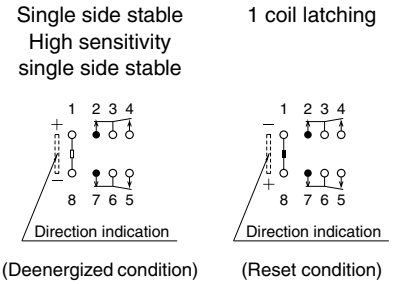 Single side stable
High sensitivity
single side stable
1 2 3 4
+
−
8 7 6 5
Direction indication
(Deenergized condition)
1 coil latching
1 2 3 4
−
+
8 7 6 5
Direction indication
(Reset condition)